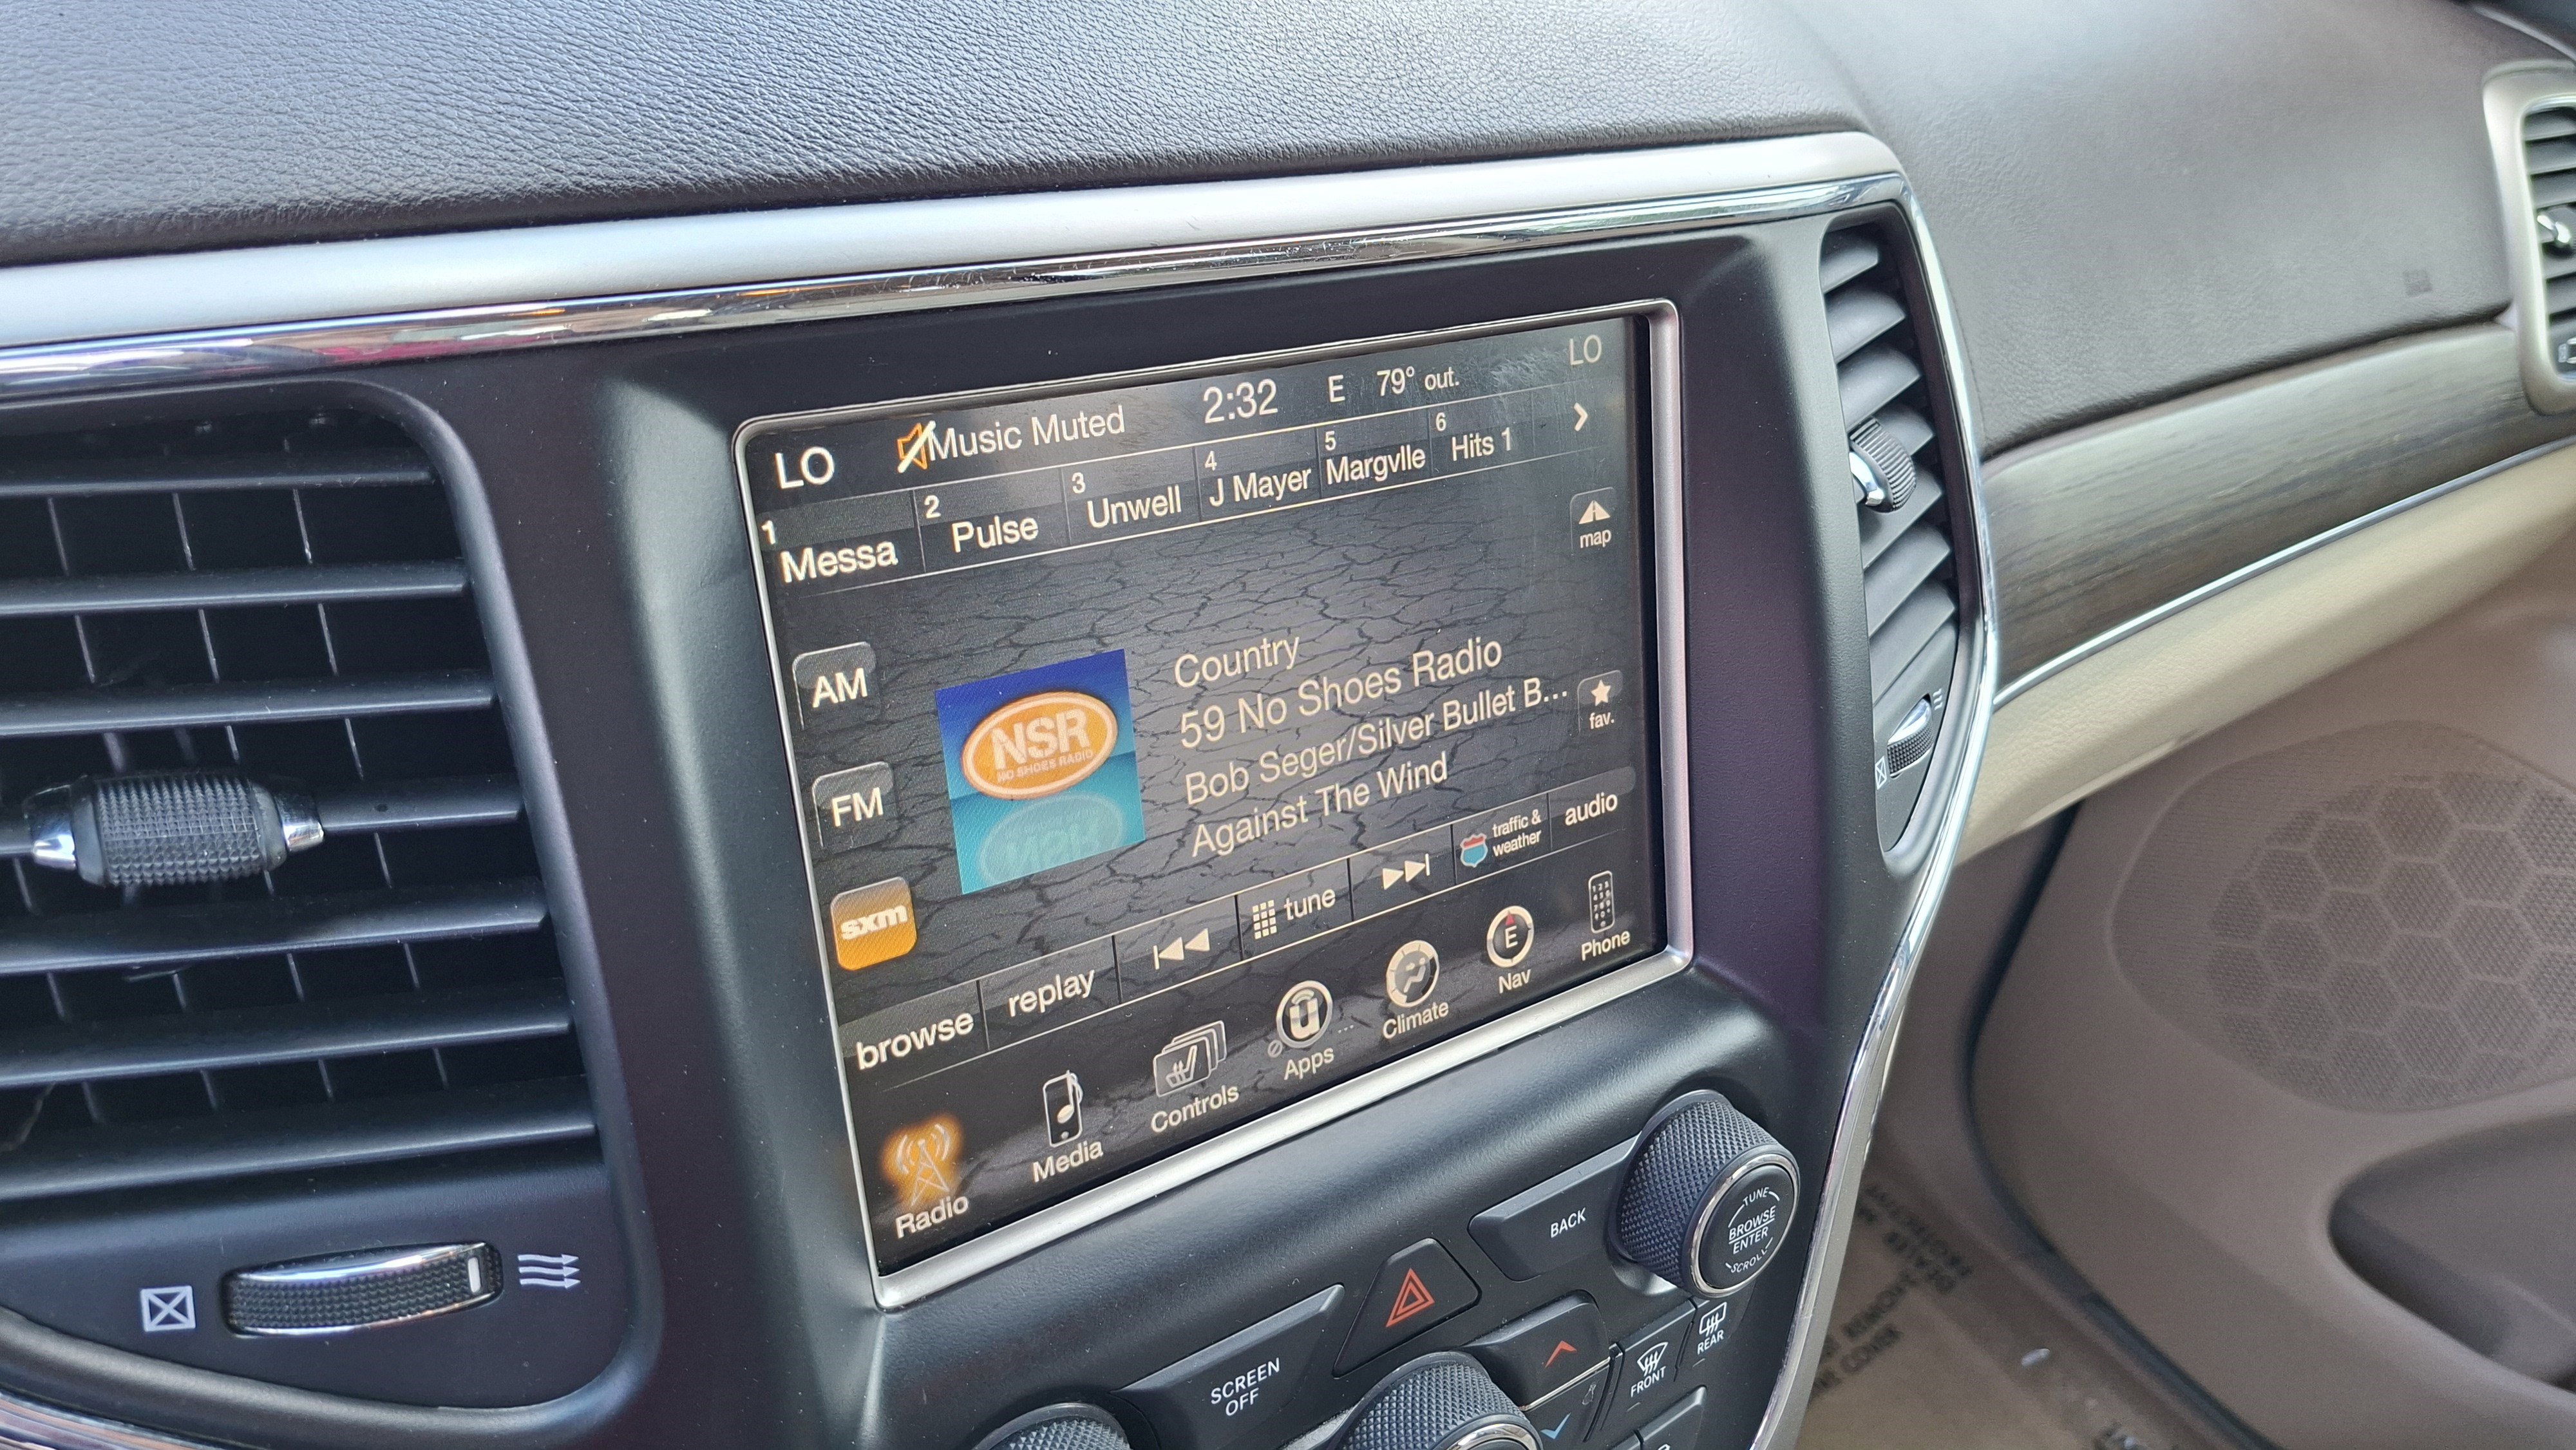 LO
Music Muted
2:32
E
79° out.
LO
1
Messa
2
Pulse
3
Unwell
4
J Mayer
5
Margvlle
6
Hits 1
map
AM
FM
sxm
NSR
NO SHOES RADIO
Country
59 No Shoes Radio
Bob Seger/Silver Bullet B...
Against The Wind
fav.
browse
replay
tune
traffic &
weather
audio
Radio
Media
Controls
Apps
...
Climate
E
Nav
Phone
BACK
TUNE
BROWSE
ENTER
SCROLL
SCREEN
OFF
FRONT
REAR